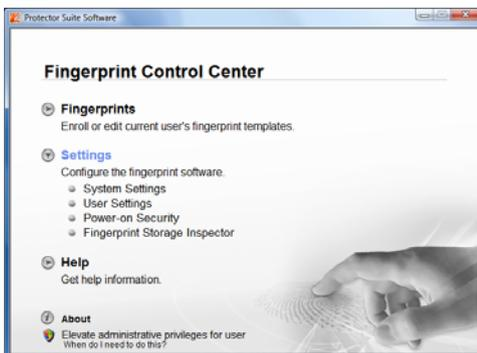 Protector Suite Software
Fingerprint Control Center
Fingerprints
Enroll or edit current user's fingerprint templates.
Settings
Configure the fingerprint software.
System Settings
User Settings
Power-on Security
Fingerprint Storage Inspector
Help
Get help information.
About
Elevate administrative privileges for user
When do I need to do this?